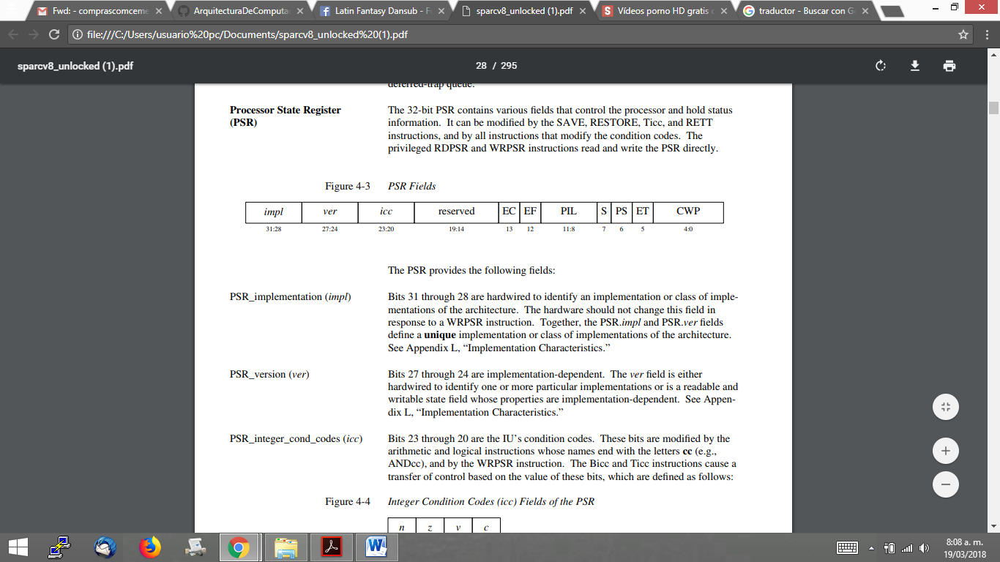 Fwd: - comprascomceme
ArquitecturaDeComputac
Latin Fantasy Dansub - F
sparcv8_unlocked (1).pdf
Vídeos porno HD gratis
traductor - Buscar con G
file:///C:/Users/usuario%20pc/Documents/sparcv8_unlocked%20(1).pdf
sparcv8_unlocked (1).pdf
28 / 295
deferred-trap queue.
Processor State Register
(PSR)
The 32-bit PSR contains various fields that control the processor and hold status
information. It can be modified by the SAVE, RESTORE, Ticc, and RETT
instructions, and by all instructions that modify the condition codes. The
privileged RDPSR and WRPSR instructions read and write the PSR directly.
Figure 4-3 PSR Fields
impl ver icc reserved EC EF PIL S PS ET CWP
31:28 27:24 23:20 19:14 13 12 11:8 7 6 5 4:0
The PSR provides the following fields:
PSR_implementation (impl)
Bits 31 through 28 are hardwired to identify an implementation or class of imple-
mentations of the architecture. The hardware should not change this field in
response to a WRPSR instruction. Together, the PSR.impl and PSR.ver fields
define a unique implementation or class of implementations of the architecture.
See Appendix L, “Implementation Characteristics.”
PSR_version (ver)
Bits 27 through 24 are implementation-dependent. The ver field is either
hardwired to identify one or more particular implementations or is a readable and
writable state field whose properties are implementation-dependent. See Appen-
dix L, “Implementation Characteristics.”
PSR_integer_cond_codes (icc)
Bits 23 through 20 are the IU’s condition codes. These bits are modified by the
arithmetic and logical instructions whose names end with the letters cc (e.g.,
ANDcc), and by the WRPSR instruction. The Bicc and Ticc instructions cause a
transfer of control based on the value of these bits, which are defined as follows:
Figure 4-4 Integer Condition Codes (icc) Fields of the PSR
n z v c
8:08 a. m.
19/03/2018